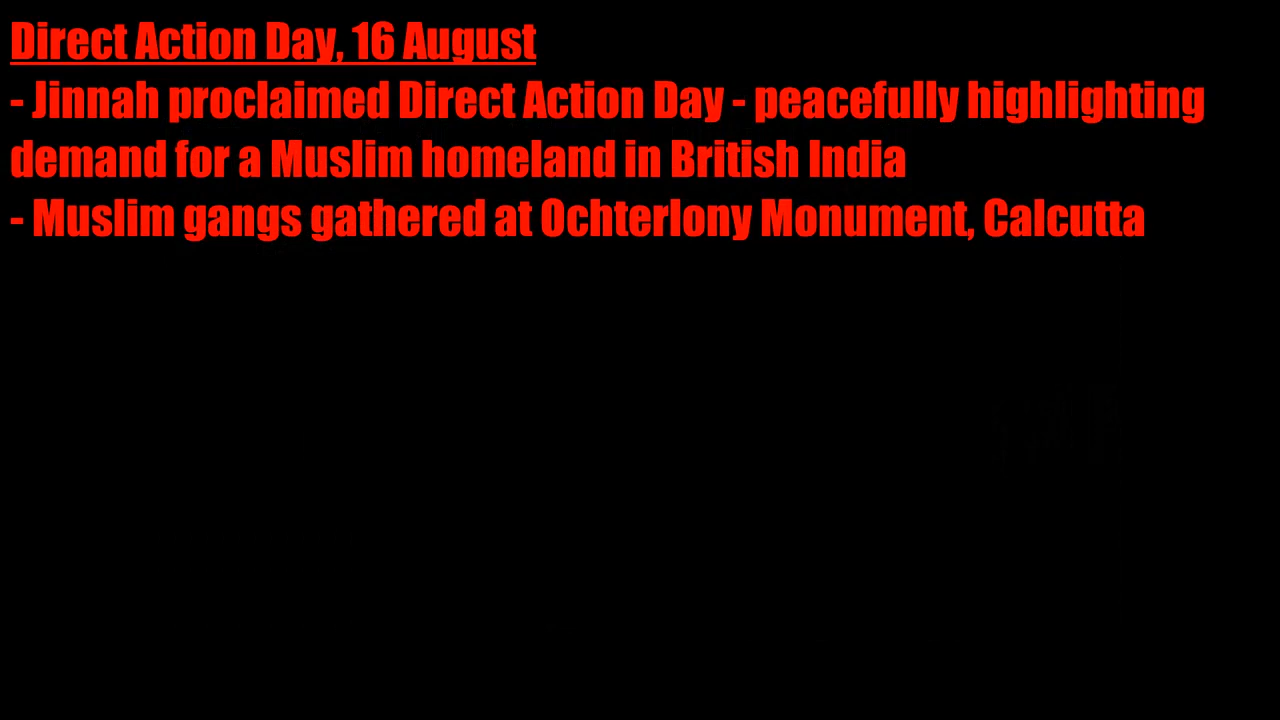 Direct Action Day, 16 August
- Jinnah proclaimed Direct Action Day - peacefully highlighting
demand for a Muslim homeland in British India
- Muslim gangs gathered at Ochterlony Monument, Calcutta